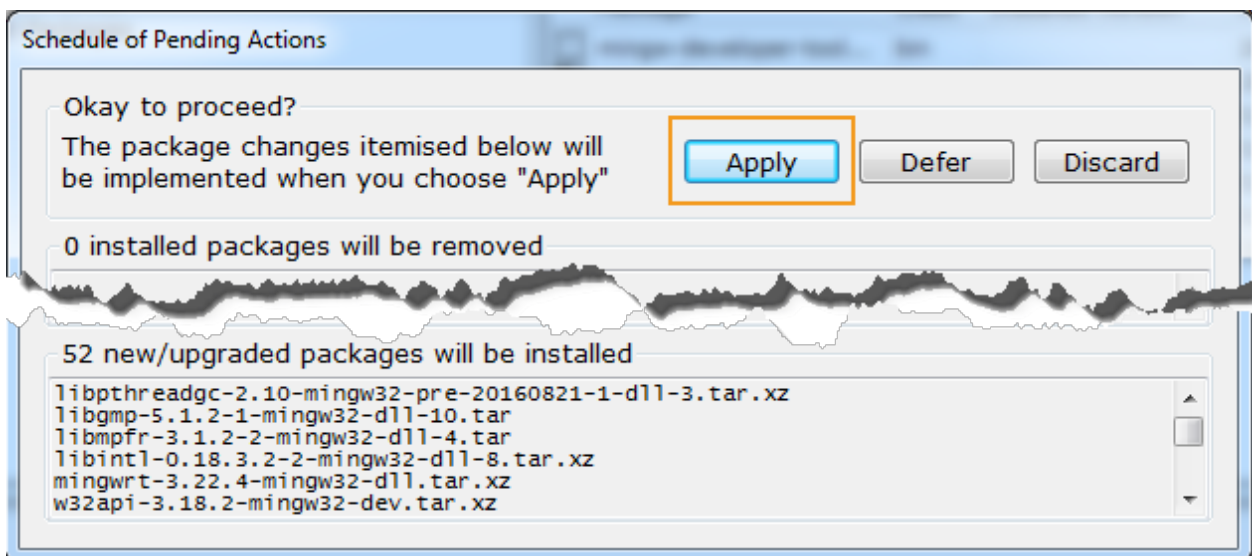 Schedule of Pending Actions
Okay to proceed?
The package changes itemised below will
be implemented when you choose "Apply"
Apply
Defer
Discard
0 installed packages will be removed
52 new/upgraded packages will be installed
libpthreadgc-2.10-mingw32-pre-20160821-1-dll-3.tar.xz
libgmp-5.1.2-1-mingw32-dll-10.tar
libmpfr-3.1.2-2-mingw32-dll-4.tar
libintl-0.18.3.2-2-mingw32-dll-8.tar.xz
mingwrt-3.22.4-mingw32-dll.tar.xz
w32api-3.18.2-mingw32-dev.tar.xz